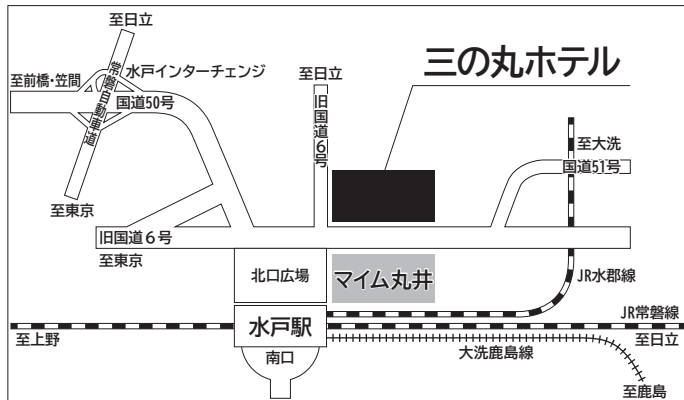 至日立
至前橋・笠間
水戸インターチェンジ
常磐自動車道
国道50号
至東京
至日立
旧国道6号
三の丸ホテル
至大洗
国道51号
旧国道6号
至東京
北口広場
マイム丸井
JR水郡線
水戸駅
JR常磐線
至上野
至日立
南口
大洗鹿島線
至鹿島